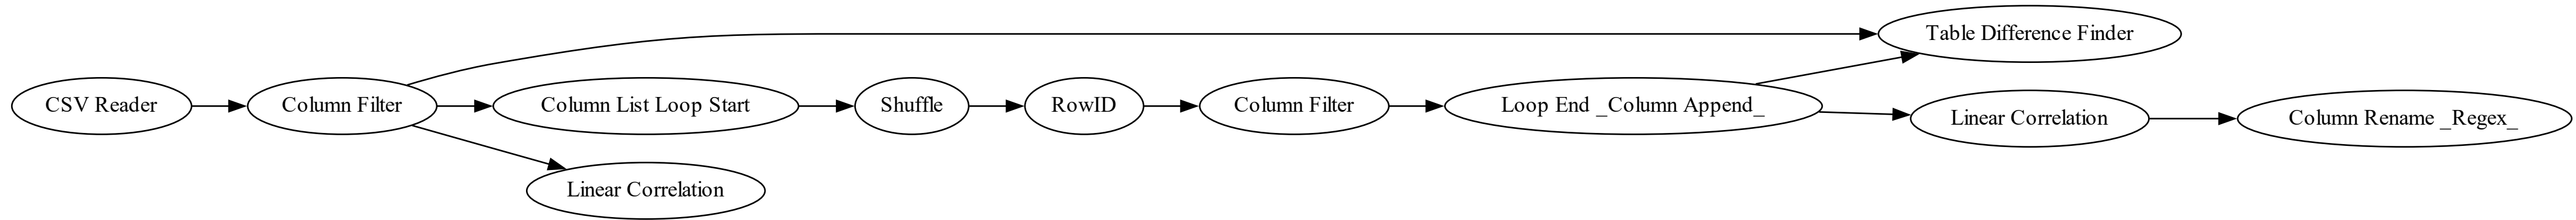 CSV Reader
Column Filter
Column List Loop Start
Linear Correlation
Shuffle
RowID
Column Filter
Loop End _Column Append_
Table Difference Finder
Linear Correlation
Column Rename _Regex_